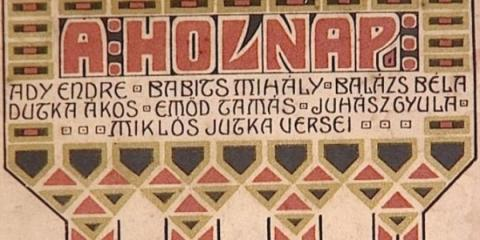 A:HOLNAP:
ADY ENDRE ▫ BABITS MIHÁLY ▫ BALÁZS BÉLA
DUTKA ÁKOS ▫ EMŐD TAMÁS ▫ JUHÁSZ GYULA ▫
▫ ▫ ▫ MIKLÓS JUTKA VERSEI ▫ ▫ ▫